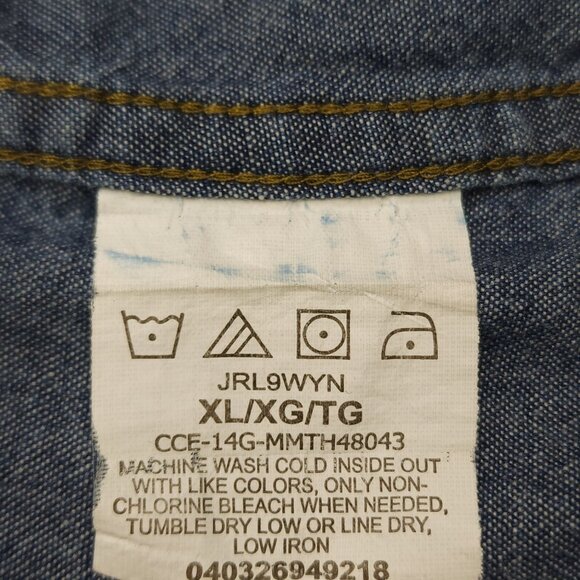 JRL9WYN
XL/XG/TG
CCE-14G-MMTH48043
MACHINE WASH COLD INSIDE OUT
WITH LIKE COLORS, ONLY NON-
CHLORINE BLEACH WHEN NEEDED,
TUMBLE DRY LOW OR LINE DRY,
LOW IRON
040326949218